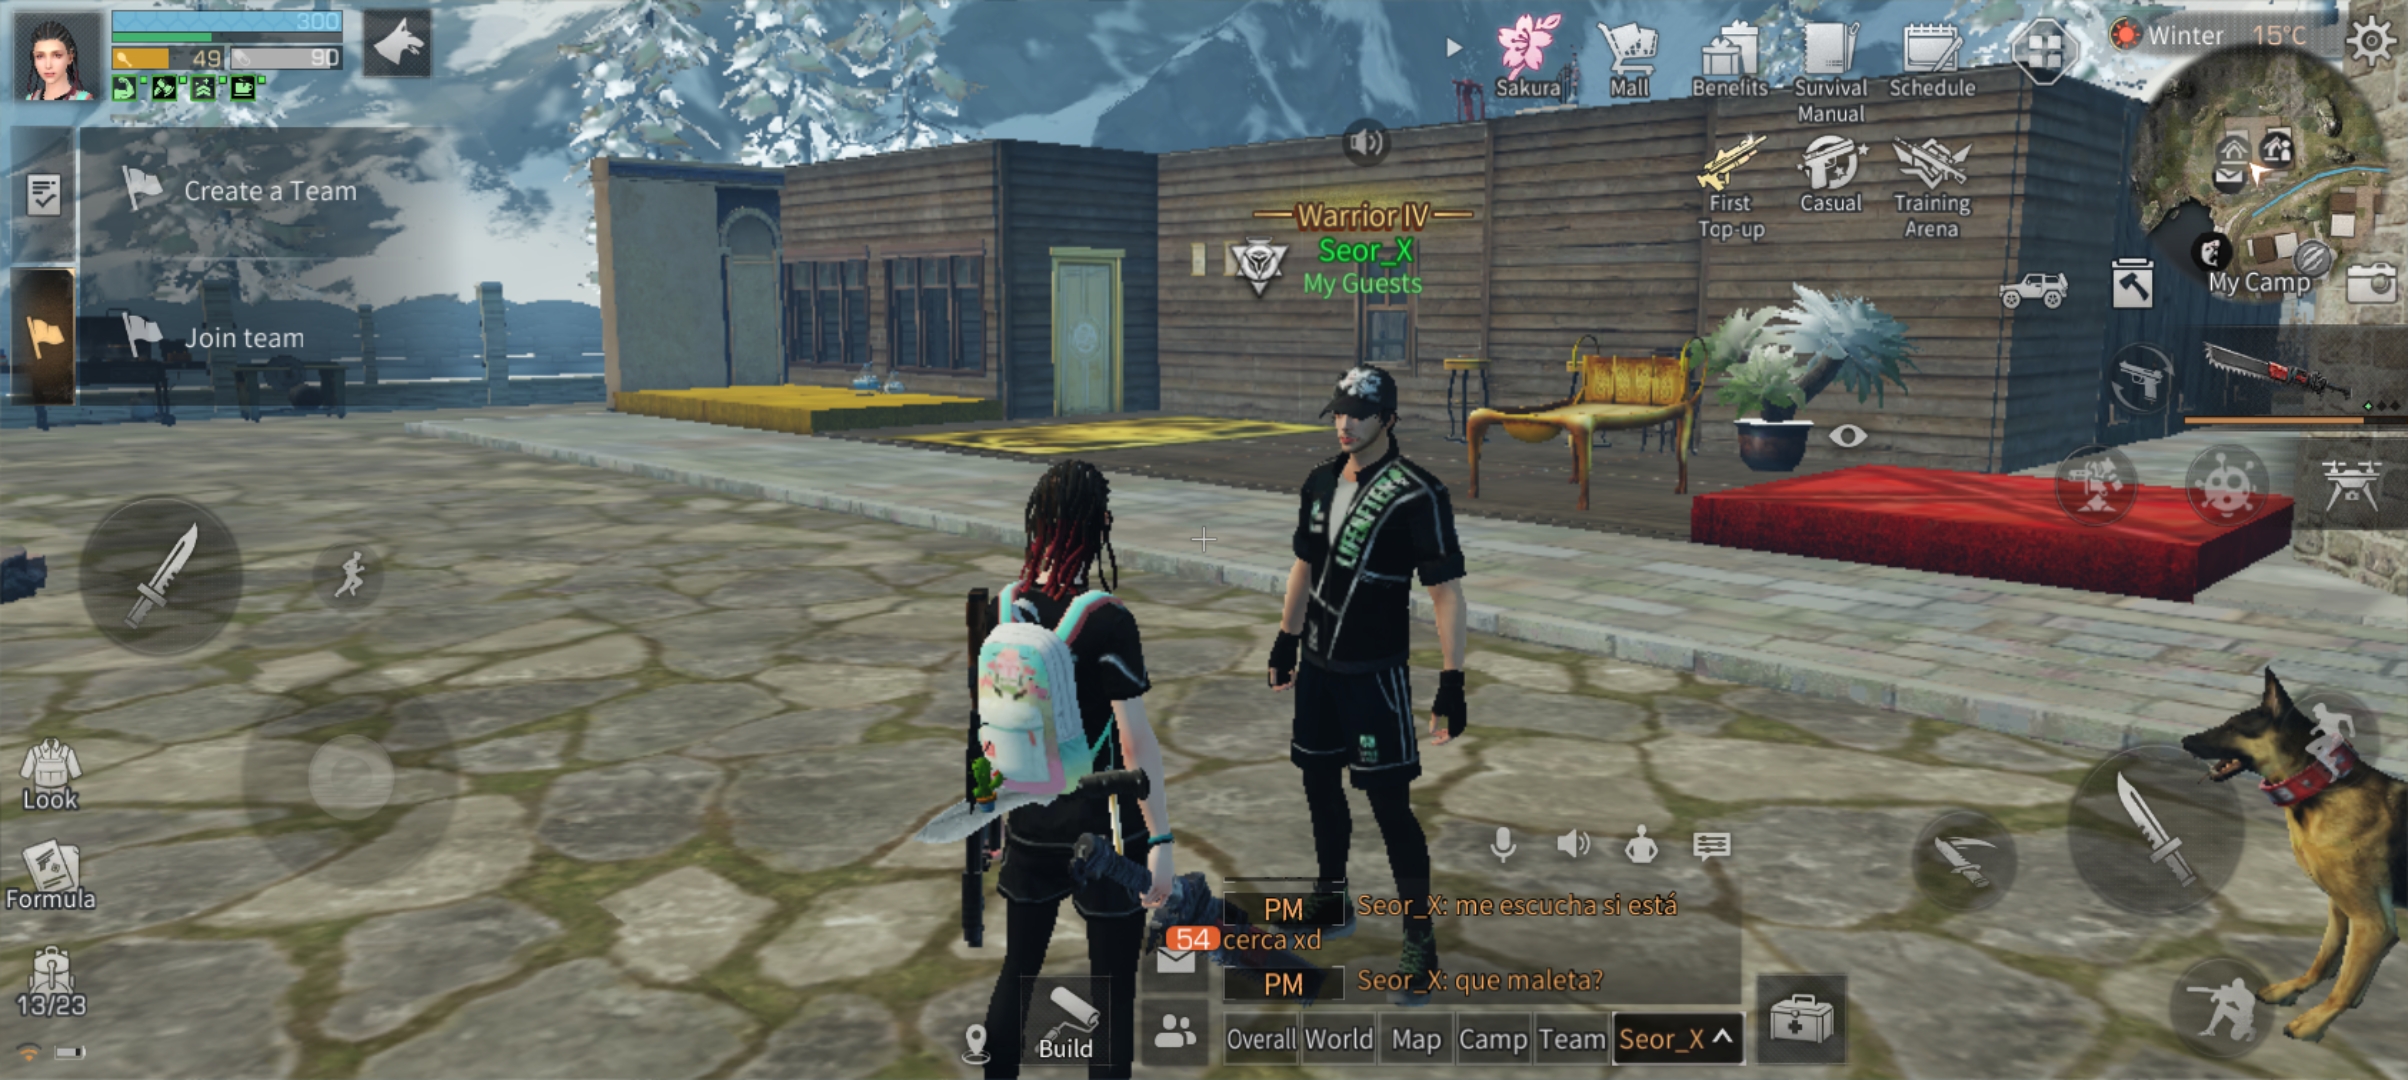 300
49
90
Create a Team
Join team
Sakura
Mall
Benefits
Survival
Manual
Schedule
Winter 15°C
First
Top-up
Casual
Training
Arena
My Camp
Warrior IV
Seor_X
My Guests
LIFEAFTER
Look
Formula
13/23
PM Seor_X: me escucha si está
cerca xd
54
PM Seor_X: que maleta?
Build
Overall World Map Camp Team Seor_X